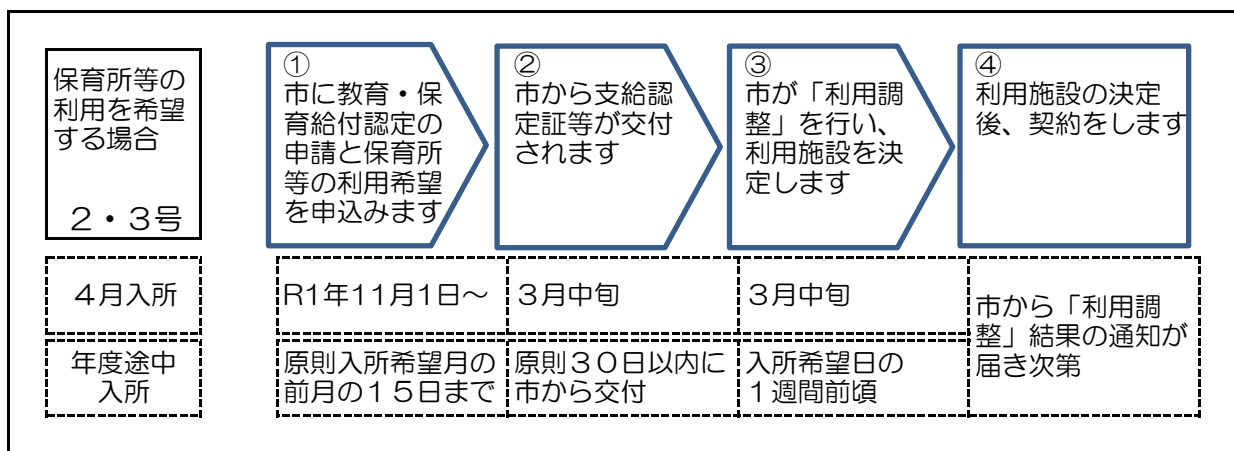 保育所等の
利用を希望
する場合
２・３号
①
市に教育・保
育給付認定の
申請と保育所
等の利用希望
を申込みます
②
市から支給認
定証等が交付
されます
③
市が「利用調
整」を行い、
利用施設を決
定します
④
利用施設の決定
後、契約をします
４月入所
R1年11月1日～
３月中旬
３月中旬
市から「利用調
整」結果の通知が
届き次第
年度途中
入所
原則入所希望月の
前月の１５日まで
原則３０日以内に
市から交付
入所希望日の
１週間前頃